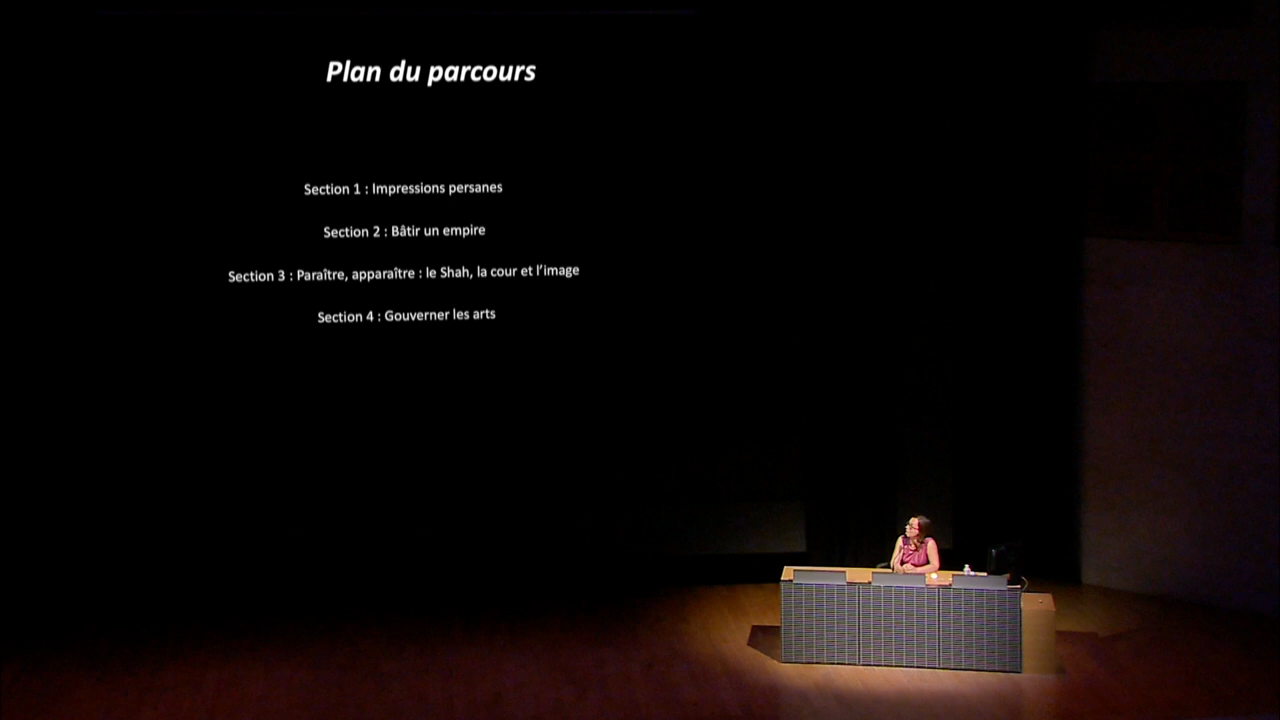 Plan du parcours
Section 1 : Impressions persanes
Section 2 : Bâtir un empire
Section 3 : Paraître, apparaître : le Shah, la cour et l’image
Section 4 : Gouverner les arts